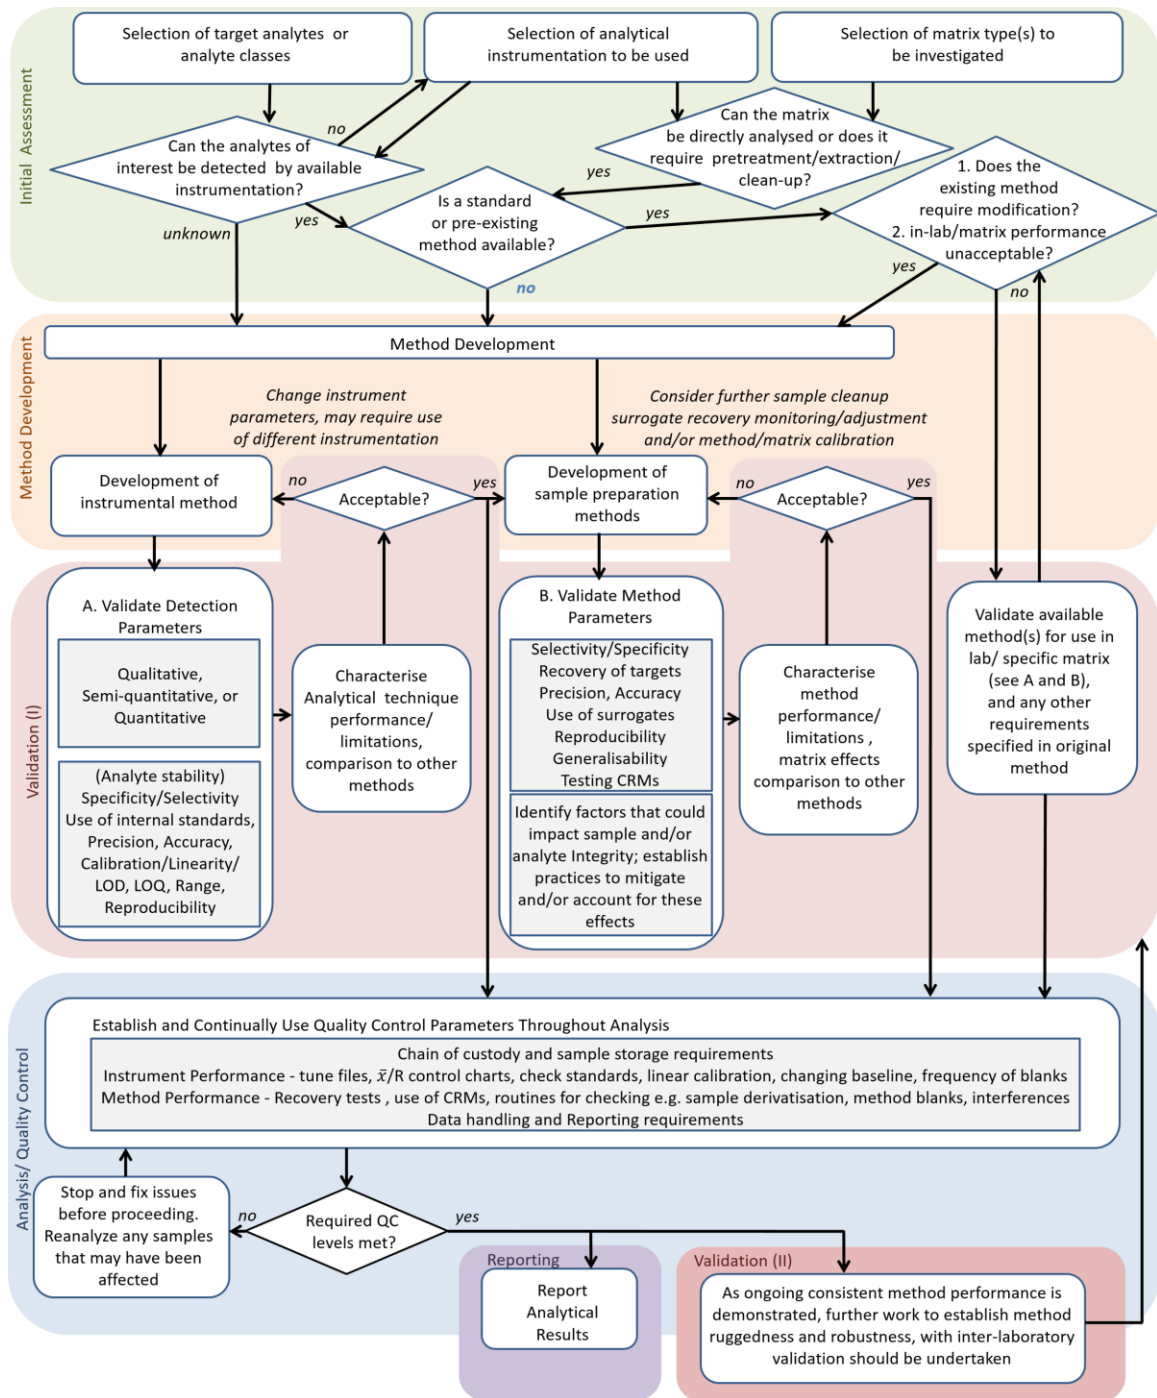 Initial Assessment
Selection of target analytes or
analyte classes
Selection of analytical
instrumentation to be used
Selection of matrix type(s) to
be investigated
no
Can the analytes of
interest be detected by available
instrumentation?
Can the matrix
be directly analysed or does it
require pretreatment/extraction/
clean-up?
yes
yes
unknown
Is a standard
or pre-existing
method available?
yes
no
1. Does the
existing method
require modification?
2. in-lab/matrix performance
unacceptable?
yes
no
Method Development
Method Development
Change instrument
parameters, may require use
of different instrumentation
Consider further sample cleanup
surrogate recovery monitoring/adjustment
and/or method/matrix calibration
Development of
instrumental method
no
Acceptable?
yes
Development of
sample preparation
methods
no
Acceptable?
yes
Validation (I)
A. Validate Detection
Parameters
Qualitative,
Semi-quantitative, or
Quantitative
(Analyte stability)
Specificity/Selectivity
Use of internal standards,
Precision, Accuracy,
Calibration/Linearity/
LOD, LOQ, Range,
Reproducibility
Characterise
Analytical technique
performance/
limitations,
comparison to other
methods
B. Validate Method
Parameters
Selectivity/Specificity
Recovery of targets
Precision, Accuracy
Use of surrogates
Reproducibility
Generalisability
Testing CRMs
Identify factors that could
impact sample and/or
analyte Integrity; establish
practices to mitigate
and/or account for these
effects
Characterise
method
performance/
limitations , 
matrix effects
comparison to other
methods
Validate available
method(s) for use in
lab/ specific matrix
(see A and B),
and any other
requirements
specified in original
method
Analysis/ Quality Control
Establish and Continually Use Quality Control Parameters Throughout Analysis
Chain of custody and sample storage requirements
Instrument Performance - tune files, x̄/R control charts, check standards, linear calibration, changing baseline, frequency of blanks
Method Performance - Recovery tests , use of CRMs, routines for checking e.g. sample derivatisation, method blanks, interferences
Data handling and Reporting requirements
Stop and fix issues
before proceeding.
Reanalyze any samples
that may have been
affected
no
Required QC
levels met?
yes
Reporting
Report
Analytical
Results
Validation (II)
As ongoing consistent method performance is
demonstrated, further work to establish method
ruggedness and robustness, with inter-laboratory
validation should be undertaken